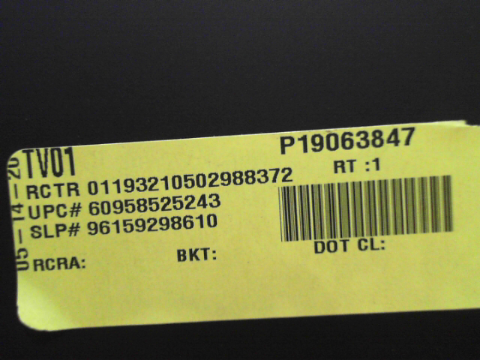 05-14-20
TV01
P19063847
RCTR 01193210502988372
RT :1
UPC# 60958525243
SLP# 96159298610
RCRA:
BKT:
DOT CL: